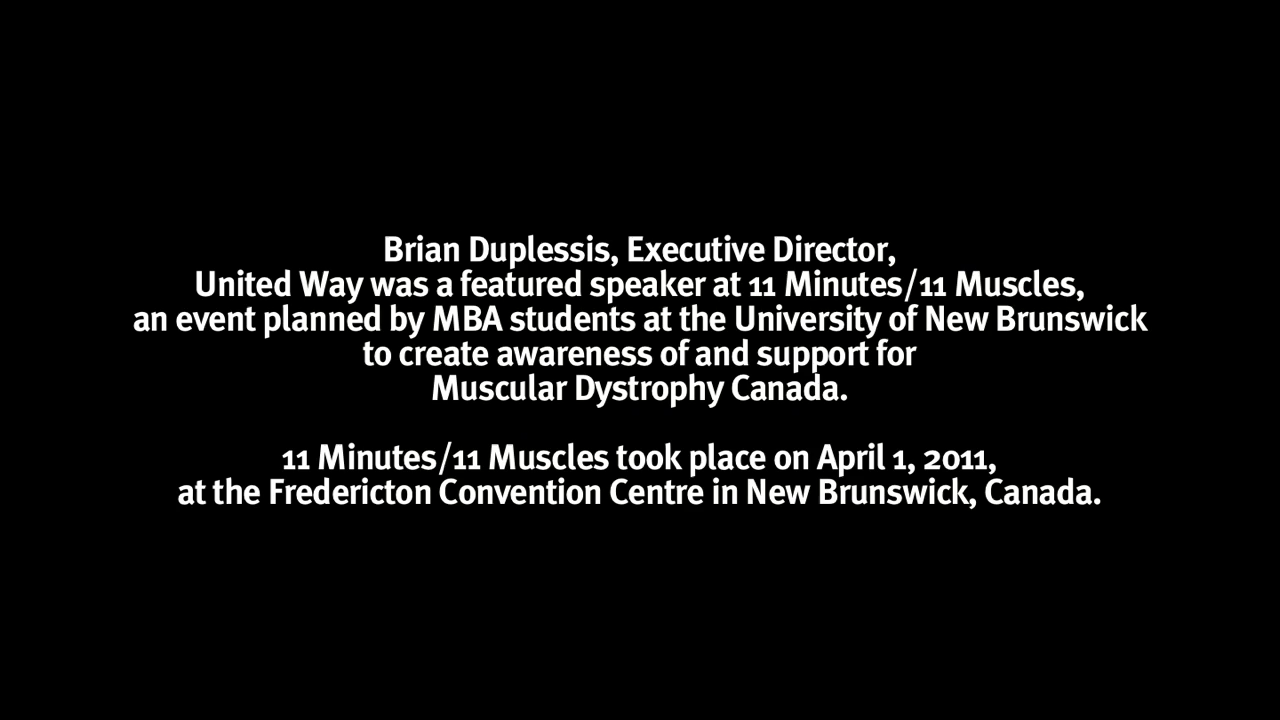 Brian Duplessis, Executive Director,
United Way was a featured speaker at 11 Minutes/11 Muscles,
an event planned by MBA students at the University of New Brunswick
to create awareness of and support for
Muscular Dystrophy Canada.
11 Minutes/11 Muscles took place on April 1, 2011,
at the Fredericton Convention Centre in New Brunswick, Canada.